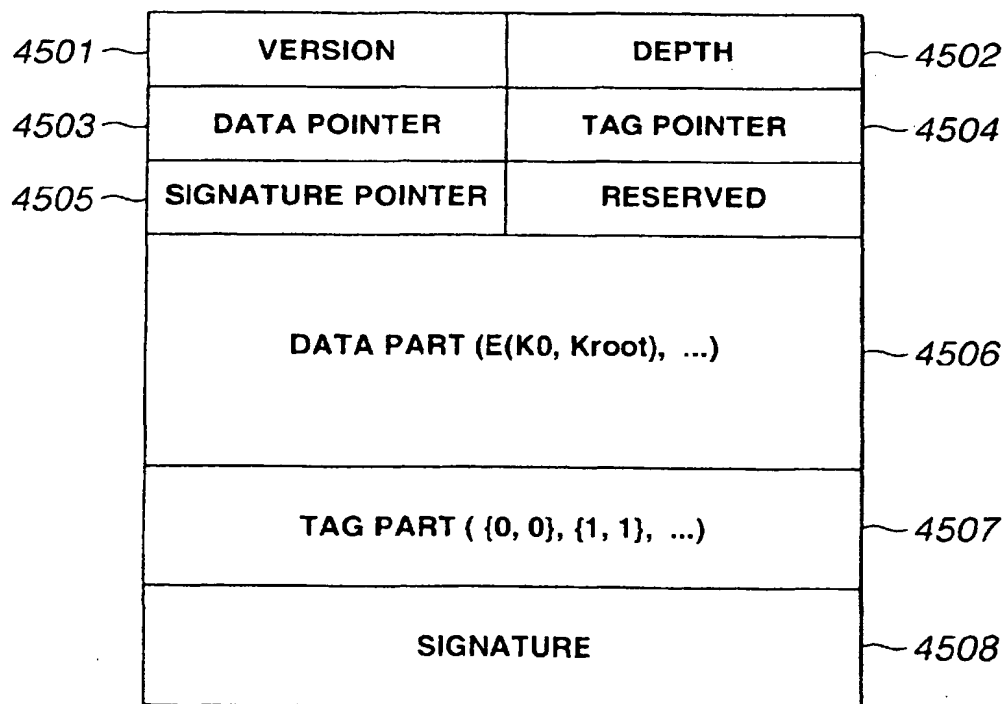 4501 VERSION DEPTH 4502
4503 DATA POINTER TAG POINTER 4504
4505 SIGNATURE POINTER RESERVED
DATA PART (E(K0, Kroot), ...) 4506
TAG PART ( {0, 0}, {1, 1}, ...) 4507
SIGNATURE 4508